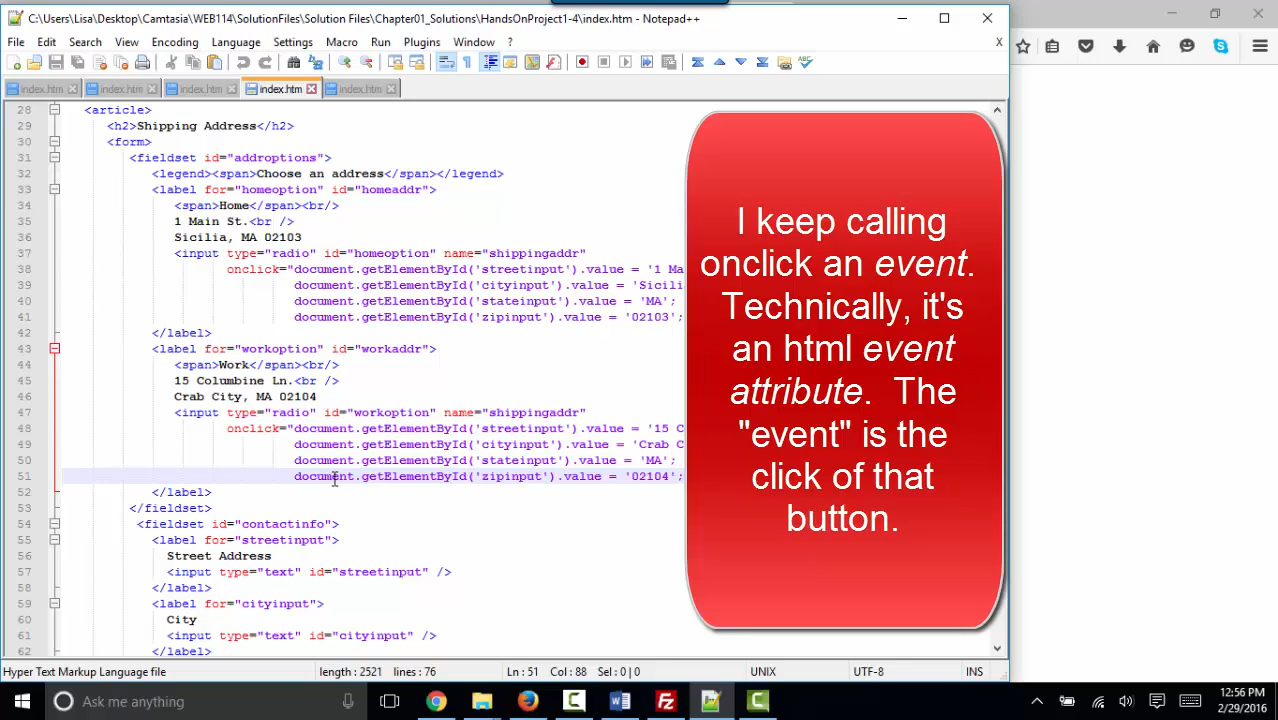 C:\Users\Lisa\Desktop\Camtasia\WEB114\SolutionFiles\Solution Files\Chapter01_Solutions\HandsOnProject1-4\index.htm - Notepad++
File Edit Search View Encoding Language Settings Macro Run Plugins Window ? X
index.htm index.htm index.htm index.htm index.htm
28 <article>
29 <h2>Shipping Address</h2>
30 <form>
31 <fieldset id="addroptions">
32 <legend><span>Choose an address</span></legend>
33 <label for="homeoption" id="homeaddr">
34 <span>Home</span><br/>
35 1 Main St.<br />
36 Sicilia, MA 02103
37 <input type="radio" id="homeoption" name="shippingaddr"
38 onclick="document.getElementById('streetinput').value = '1 Ma
39 document.getElementById('cityinput').value = 'Sicilia
40 document.getElementById('stateinput').value = 'MA';
41 document.getElementById('zipinput').value = '02103';
42 </label>
43 <label for="workoption" id="workaddr">
44 <span>Work</span><br/>
45 15 Columbine Ln.<br />
46 Crab City, MA 02104
47 <input type="radio" id="workoption" name="shippingaddr"
48 onclick="document.getElementById('streetinput').value = '15 C
49 document.getElementById('cityinput').value = 'Crab C
50 document.getElementById('stateinput').value = 'MA';
51 document.getElementById('zipinput').value = '02104';
52 </label>
53 </fieldset>
54 <fieldset id="contactinfo">
55 <label for="streetinput">
56 Street Address
57 <input type="text" id="streetinput" />
58 </label>
59 <label for="cityinput">
60 City
61 <input type="text" id="cityinput" />
62 </label>
I keep calling
onclick an event.
Technically, it's
an html event
attribute. The
"event" is the
click of that
button.
Hyper Text Markup Language file length : 2521 lines : 76 Ln : 51 Col : 88 Sel : 0 | 0 UNIX UTF-8 INS
Ask me anything
12:56 PM
2/29/2016